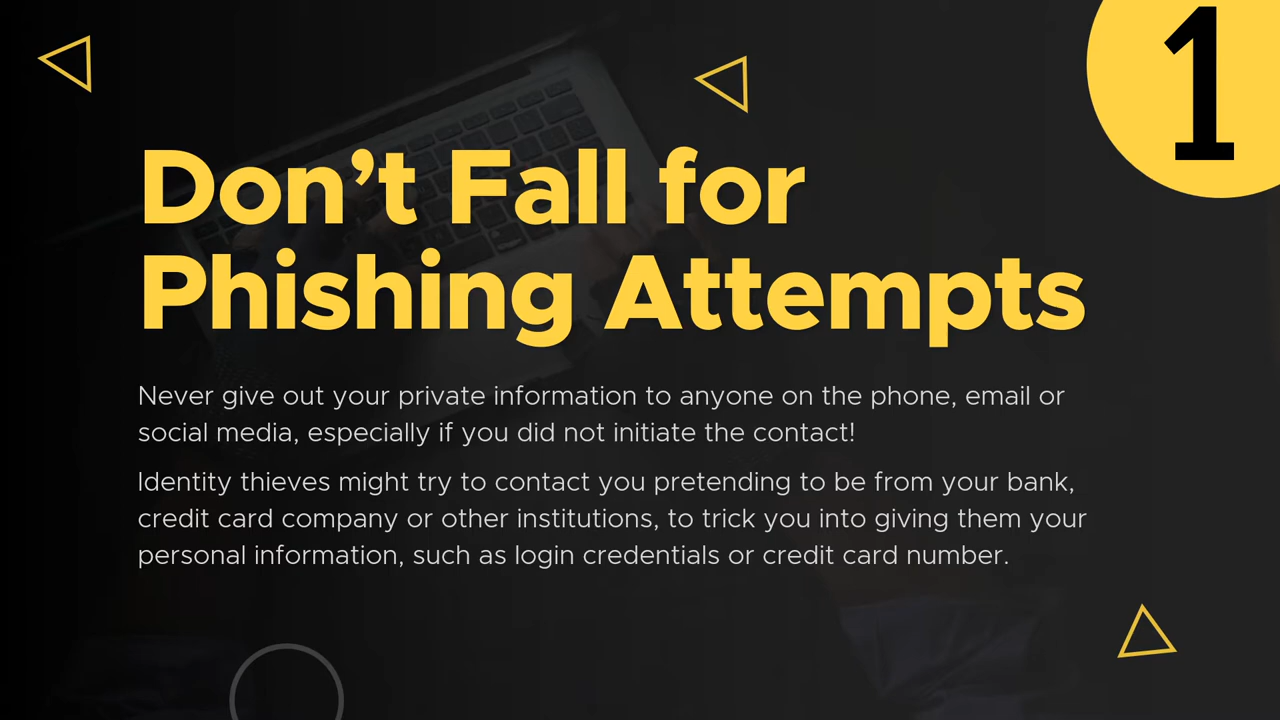 1
Don’t Fall for
Phishing Attempts
Never give out your private information to anyone on the phone, email or
social media, especially if you did not initiate the contact!
Identity thieves might try to contact you pretending to be from your bank,
credit card company or other institutions, to trick you into giving them your
personal information, such as login credentials or credit card number.